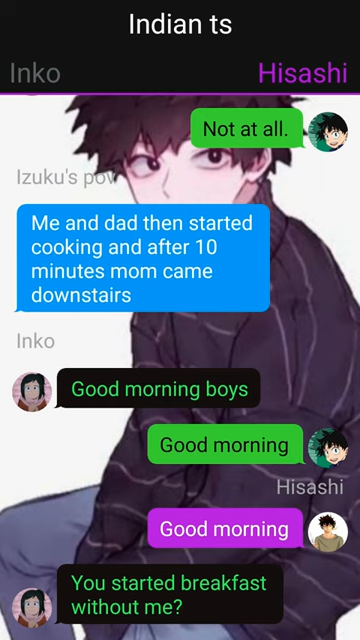 Indian ts
Inko
Hisashi
Not at all.
Izuku's pov
Me and dad then started
cooking and after 10
minutes mom came
downstairs
Inko
Good morning boys
Good morning
Hisashi
Good morning
You started breakfast
without me?